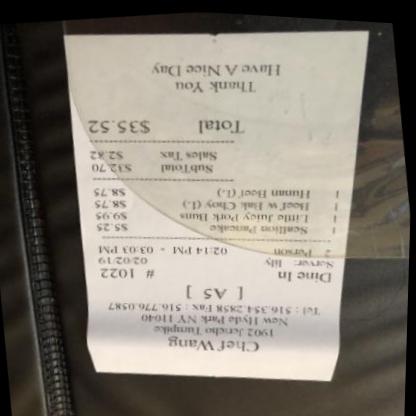 Chef Wang
1902 Jericho Turnpike
New Hyde Park NY 11040
Tel : 516.354.2858 Fax : 516.776.0587
[ A5 ]
Dine In # 1022
Server: lily 02/02/19
2 Person 02:14 PM - 03:03 PM
1 Scallion Pancake $5.25
1 Little Juicy Pork Buns $9.95
1 Beef w. Bak Choy (L) $8.75
1 Hunan Beef (L) $8.75
SubTotal $32.70
Sales Tax $2.82
Total $35.52
Thank You
Have A Nice Day